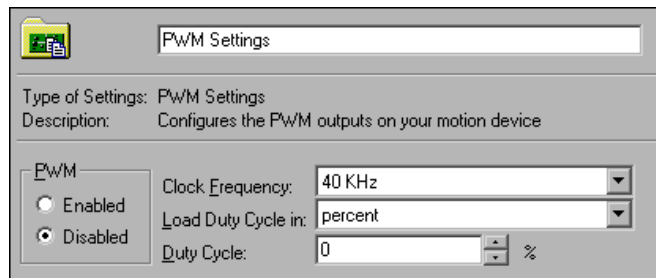 PWM Settings
Type of Settings: PWM Settings
Description: Configures the PWM outputs on your motion device
PWM
Enabled
Disabled
Clock Frequency: 40 KHz
Load Duty Cycle in: percent
Duty Cycle: 0 %